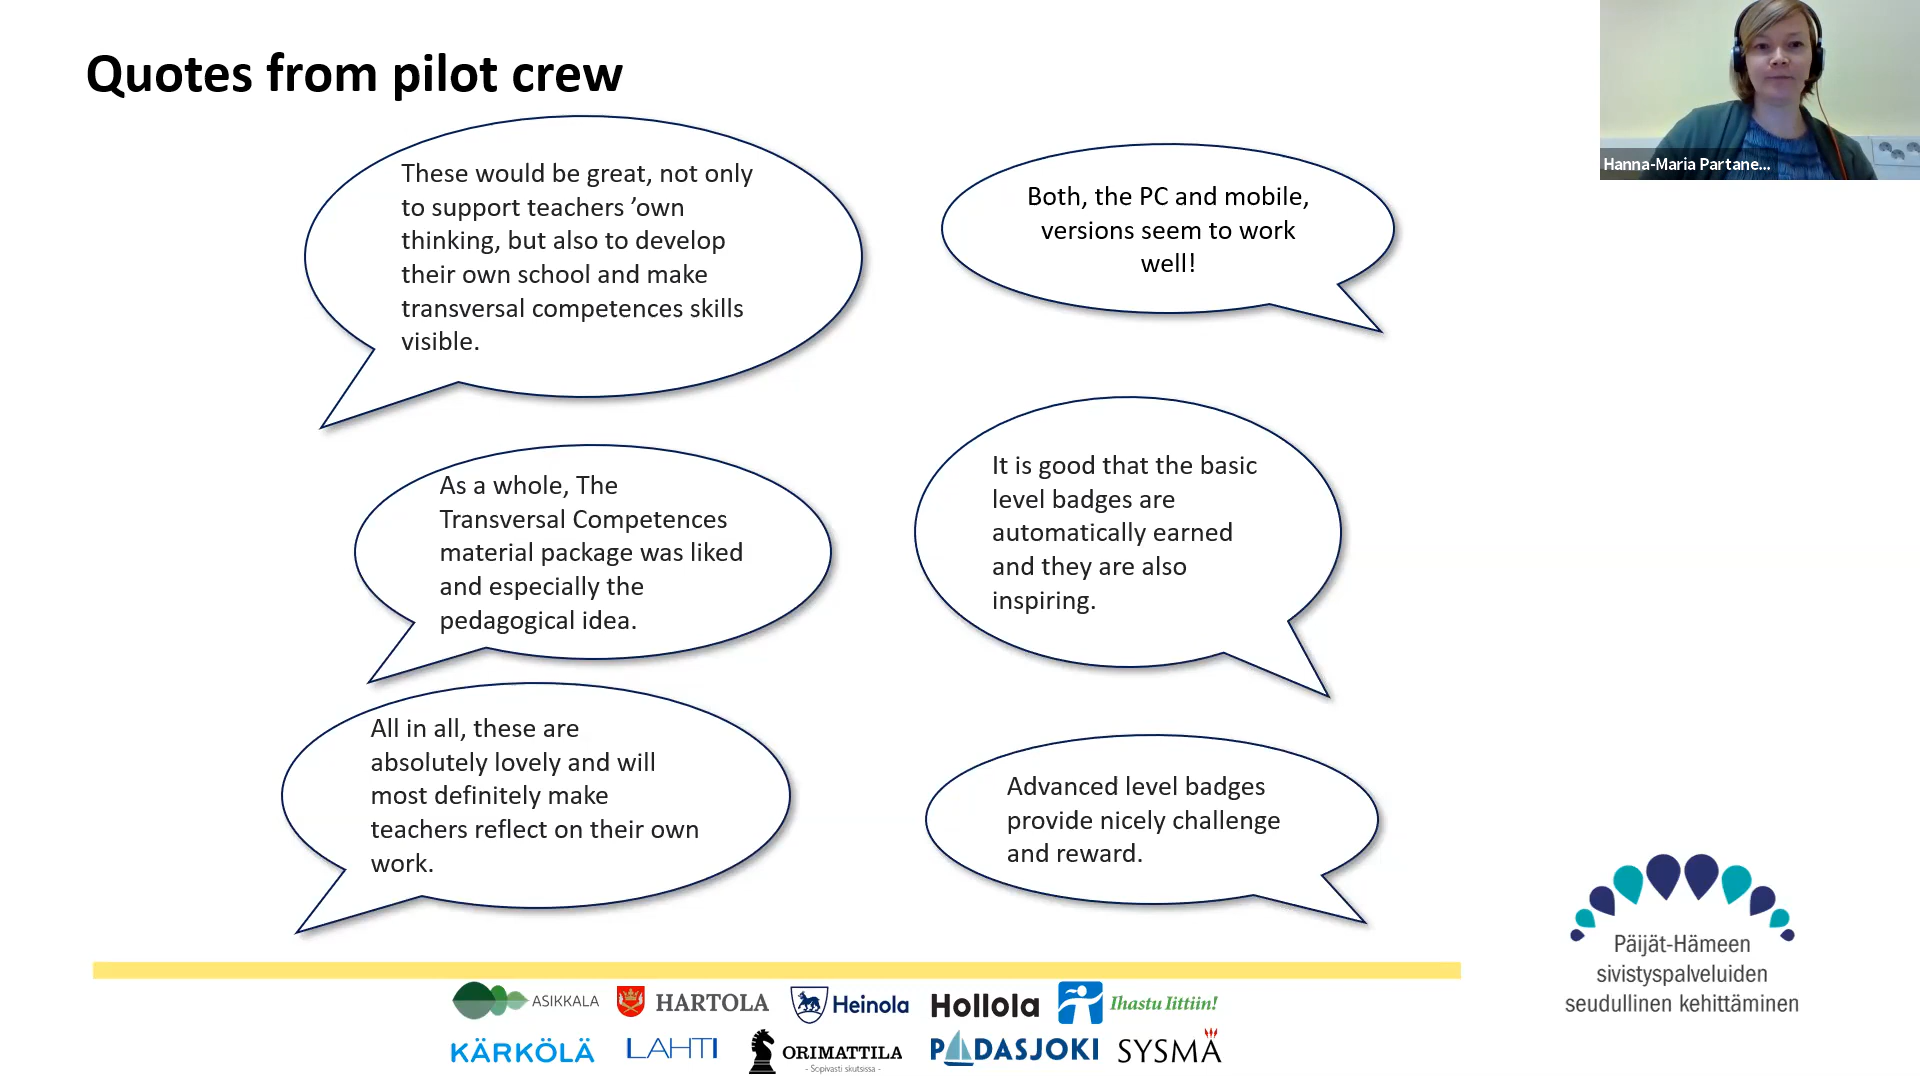 Quotes from pilot crew
These would be great, not only
to support teachers ’own
thinking, but also to develop
their own school and make
transversal competences skills
visible.
Both, the PC and mobile,
versions seem to work
well!
As a whole, The
Transversal Competences
material package was liked
and especially the
pedagogical idea.
It is good that the basic
level badges are
automatically earned
and they are also
inspiring.
All in all, these are
absolutely lovely and will
most definitely make
teachers reflect on their own
work.
Advanced level badges
provide nicely challenge
and reward.
Hanna-Maria Partane...
Päijät-Hämeen
sivistyspalveluiden
seudullinen kehittäminen
ASIKKALA HARTOLA Heinola Hollola Ihastu Iittiin!
KÄRKÖLÄ LAHTI ORIMATTILA PADASJOKI SYSMÄ
- Sopivasti skutsissa -